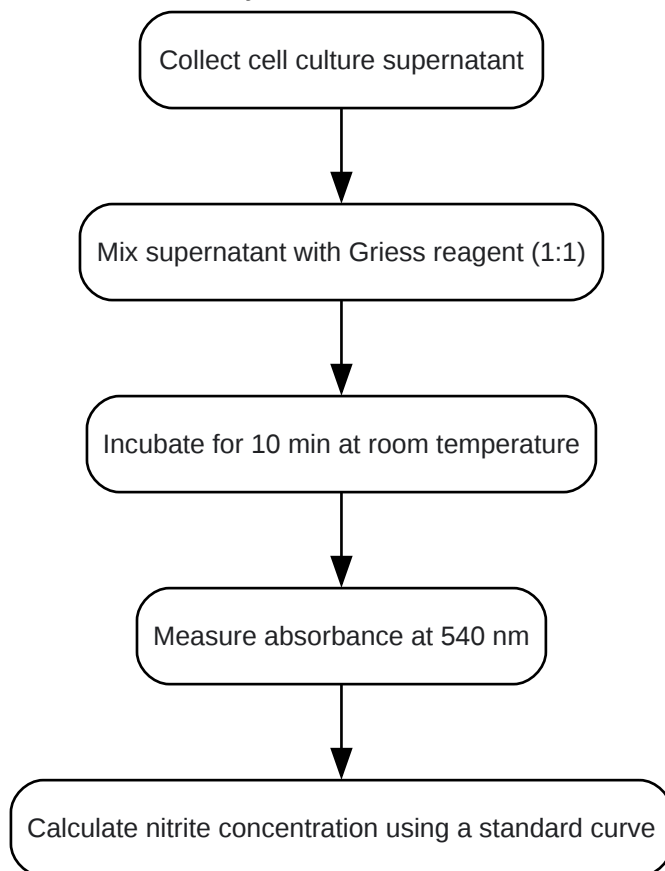 Collect cell culture supernatant
Mix supernatant with Griess reagent (1:1)
Incubate for 10 min at room temperature
Measure absorbance at 540 nm
Calculate nitrite concentration using a standard curve